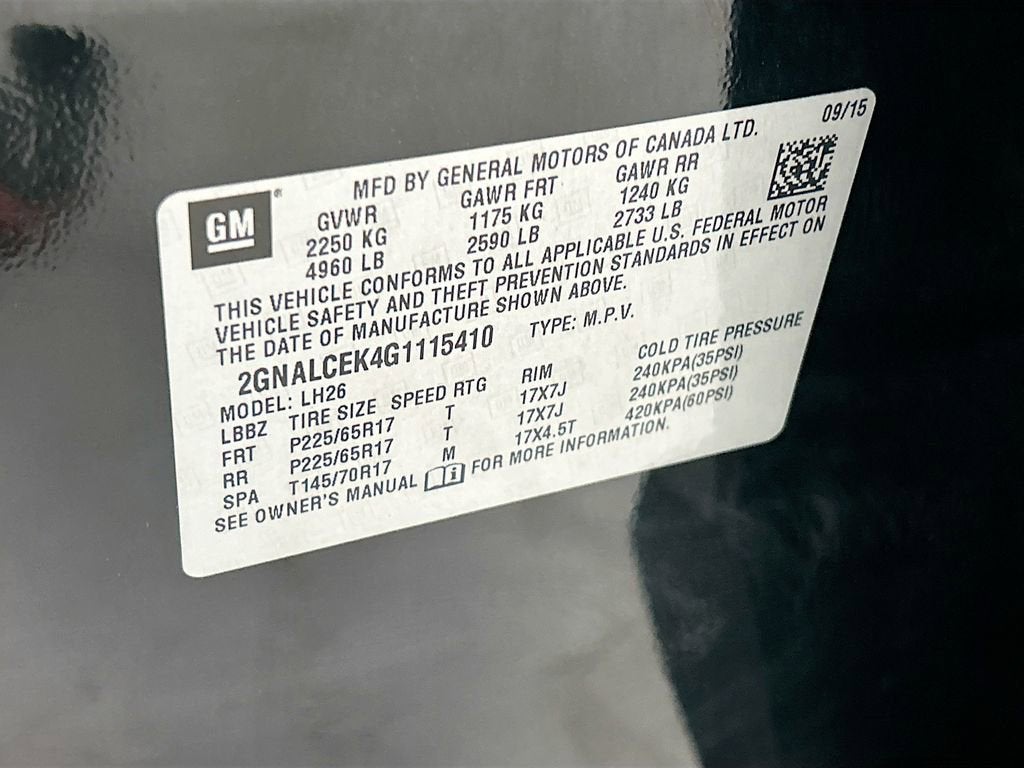 09/15
GM
MFD BY GENERAL MOTORS OF CANADA LTD.
GVWR GAWR FRT GAWR RR
2250 KG 1175 KG 1240 KG
4960 LB 2590 LB 2733 LB
THIS VEHICLE CONFORMS TO ALL APPLICABLE U.S. FEDERAL MOTOR
VEHICLE SAFETY AND THEFT PREVENTION STANDARDS IN EFFECT ON
THE DATE OF MANUFACTURE SHOWN ABOVE.
2GNALCEK4G1115410 TYPE: M.P.V.
MODEL: LH26
LBBZ TIRE SIZE SPEED RTG RIM COLD TIRE PRESSURE
FRT P225/65R17 T 17X7J 240KPA(35PSI)
RR P225/65R17 T 17X7J 240KPA(35PSI)
SPA T145/70R17 M 17X4.5T 420KPA(60PSI)
SEE OWNER'S MANUAL i FOR MORE INFORMATION.